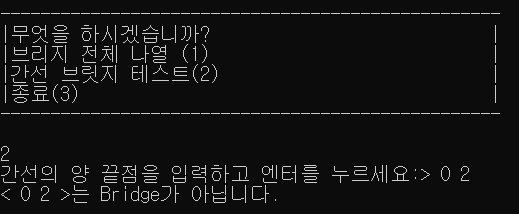 --------------------------------------------------
|무엇을 하시겠습니까?                            |
|브리지 전체 나열 (1)                            |
|간선 브릿지 테스트(2)                           |
|종료(3)                                         |
--------------------------------------------------
2
간선의 양 끝점을 입력하고 엔터를 누르세요:> 0 2
< 0 2 >는 Bridge가 아닙니다.